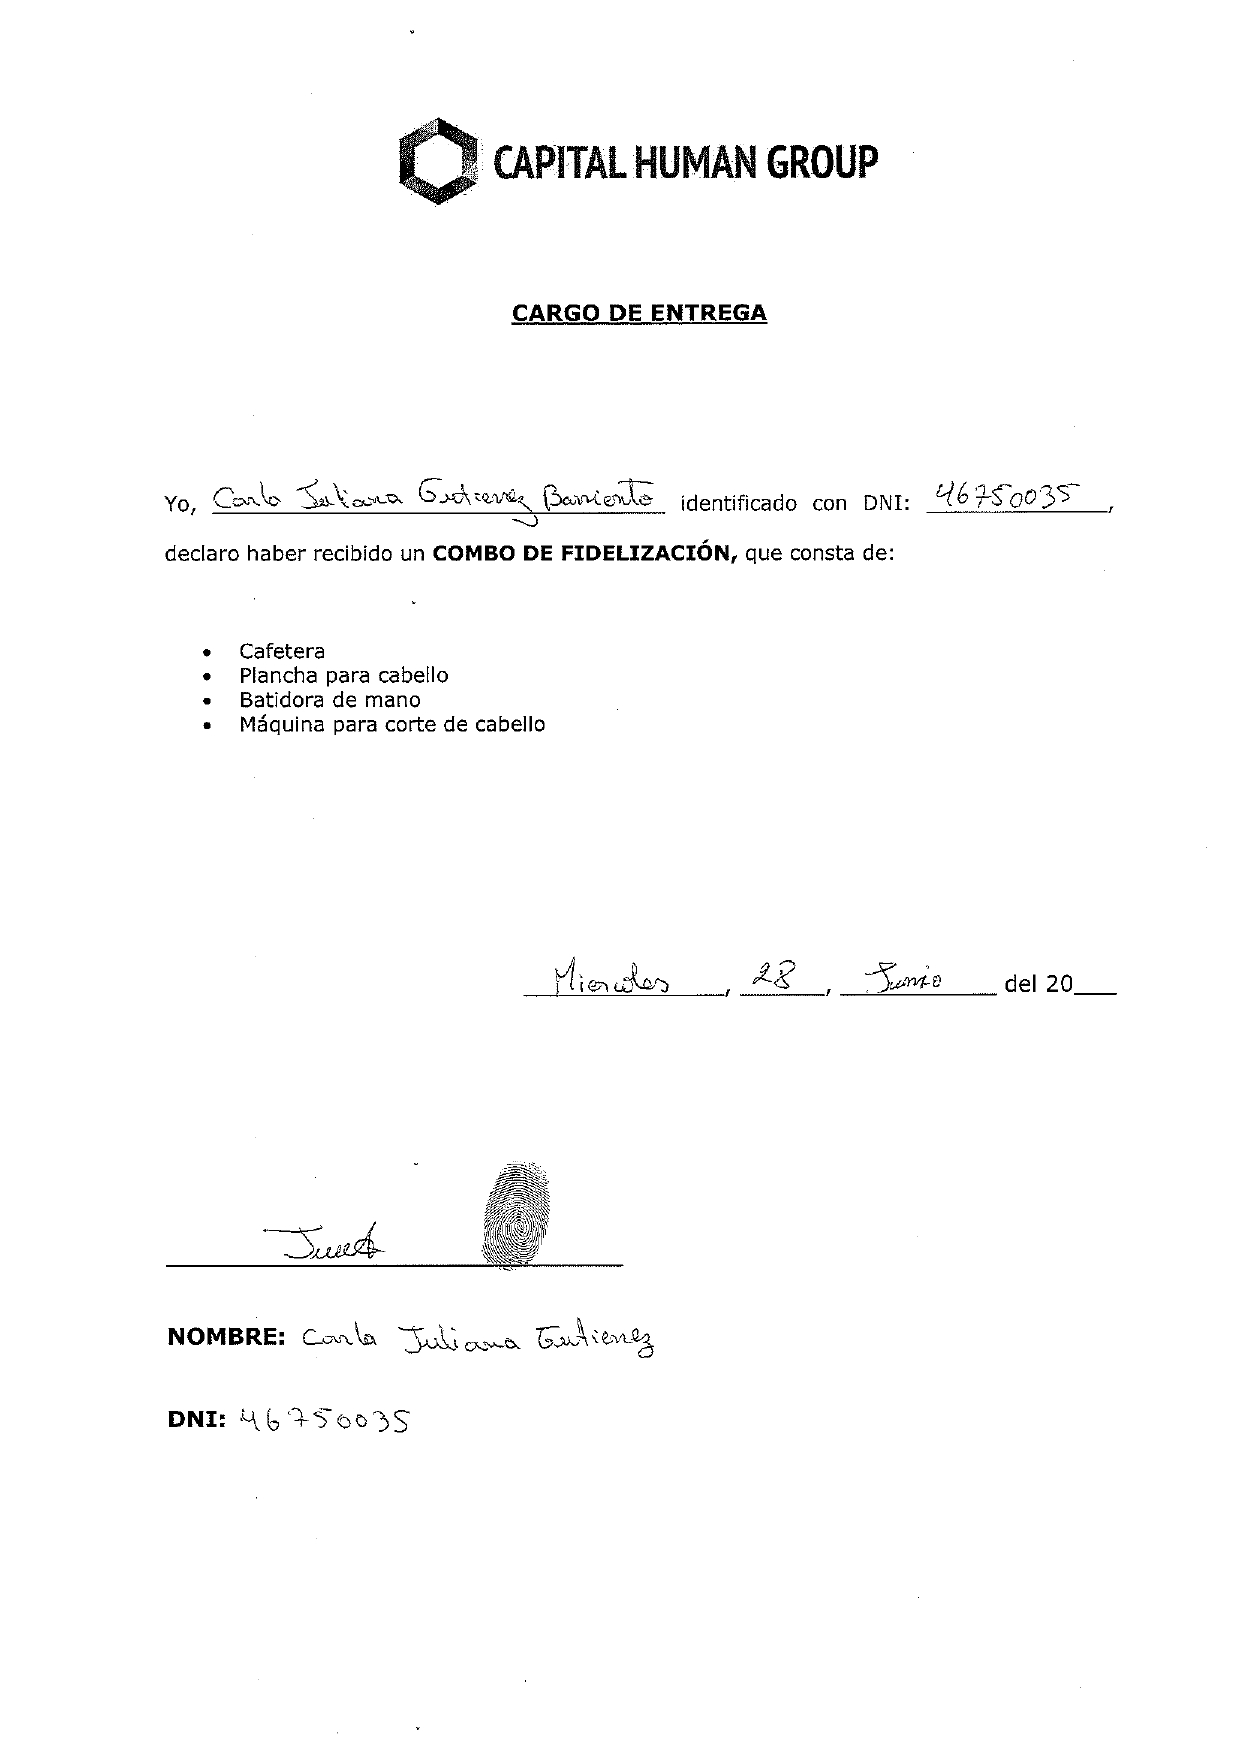 CAPITAL HUMAN GROUP
CARGO DE ENTREGA
Yo, Carla Juliana Gutierrez Barriento identificado con DNI: 46750035,
declaro haber recibido un COMBO DE FIDELIZACIÓN, que consta de:
• Cafetera
• Plancha para cabello
• Batidora de mano
• Máquina para corte de cabello
Miercoles, 28, Junio del 20___
NOMBRE: Carla Juliana Gutierrez
DNI: 46750035